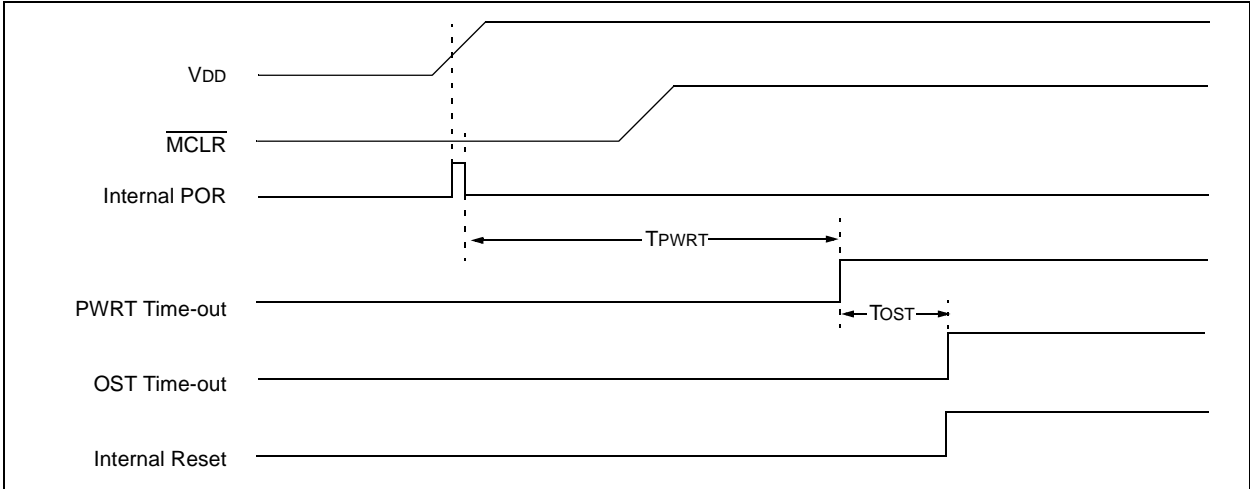 VDD
MCLR
Internal POR
TPWRT
PWRT Time-out
TOST
OST Time-out
Internal Reset